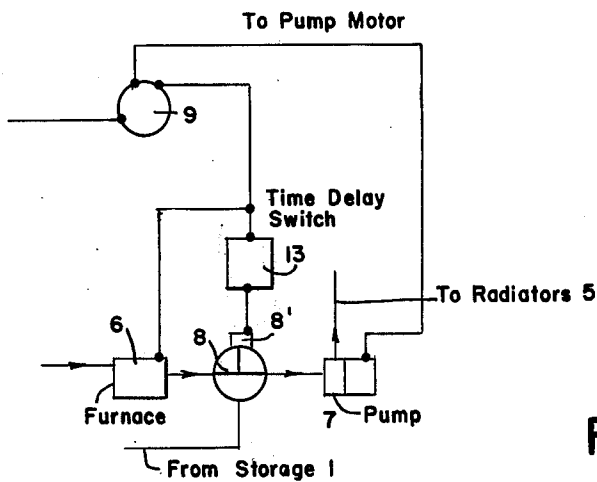 To Pump Motor
9
Time Delay
Switch
13
To Radiators 5
6
8
8'
Furnace
7
Pump
From Storage 1